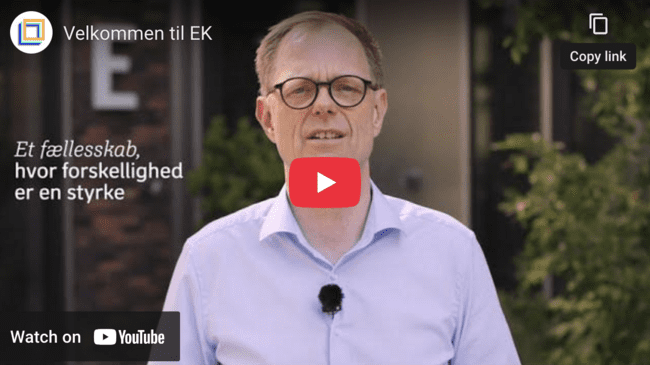 Velkommen til EK
Copy link
E
Et fællesskab,
hvor forskellighed
er en styrke
Watch on YouTube